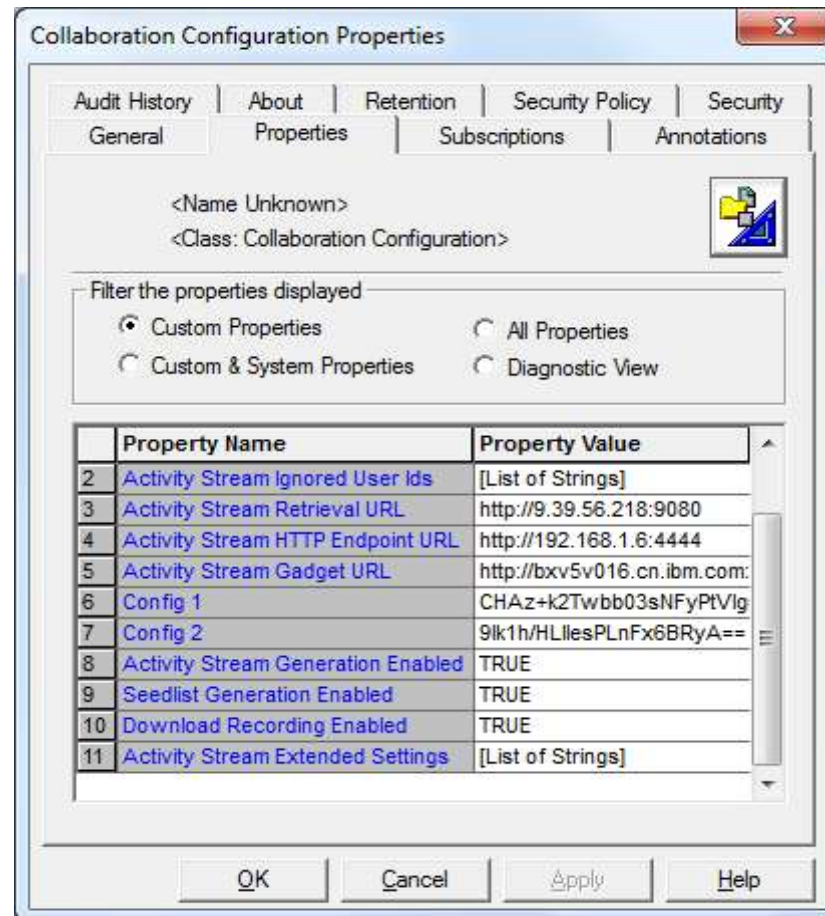 Collaboration Configuration Properties
Audit History About Retention Security Policy Security
General Properties Subscriptions Annotations
<Name Unknown>
<Class: Collaboration Configuration>
Filter the properties displayed
Custom Properties All Properties
Custom & System Properties Diagnostic View
Property Name Property Value
2 Activity Stream Ignored User Ids [List of Strings]
3 Activity Stream Retrieval URL http://9.39.56.218:9080
4 Activity Stream HTTP Endpoint URL http://192.168.1.6:4444
5 Activity Stream Gadget URL http://bxv5v016.cn.ibm.com:
6 Config 1 CHAz+k2Twbb03sNFyPtVIg
7 Config 2 9Ik1h/HLIlesPLnFx6BRyA==
8 Activity Stream Generation Enabled TRUE
9 Seedlist Generation Enabled TRUE
10 Download Recording Enabled TRUE
11 Activity Stream Extended Settings [List of Strings]
OK Cancel Apply Help